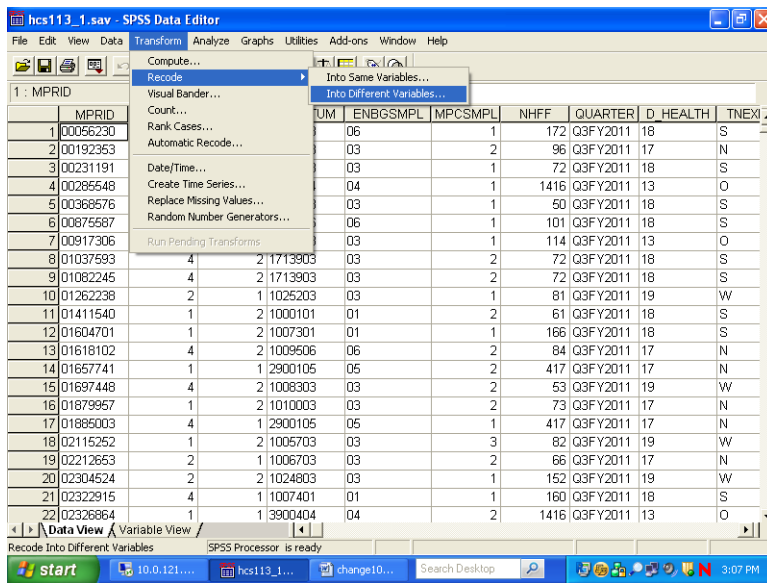 hcs113_1.sav - SPSS Data Editor
File Edit View Data Transform Analyze Graphs Utilities Add-ons Window Help
Compute...
Recode
Into Same Variables...
Into Different Variables...
Visual Bander...
Count...
Rank Cases...
Automatic Recode...
Date/Time...
Create Time Series...
Replace Missing Values...
Random Number Generators...
Run Pending Transforms
1 : MPRID
MPRID TUM ENBGSMPL MPCSMPL NHFF QUARTER D_HEALTH TNEXI
1 00056230 06 1 172 Q3FY2011 18 S
2 00192353 03 2 96 Q3FY2011 17 N
3 00231191 03 1 72 Q3FY2011 18 S
4 00285548 04 1 1416 Q3FY2011 13 O
5 00368576 03 1 50 Q3FY2011 18 S
6 00875587 06 1 101 Q3FY2011 18 S
7 00917306 03 1 114 Q3FY2011 13 O
8 01037593 4 2 1713903 03 2 72 Q3FY2011 18 S
9 01082245 4 2 1713903 03 2 72 Q3FY2011 18 S
10 01262238 2 1 1025203 03 1 81 Q3FY2011 19 W
11 01411540 1 2 1000101 01 2 61 Q3FY2011 18 S
12 01604701 1 2 1007301 01 1 166 Q3FY2011 18 S
13 01618102 4 2 1009506 06 2 84 Q3FY2011 17 N
14 01657741 1 1 2900105 05 2 417 Q3FY2011 17 N
15 01697448 4 2 1008303 03 2 53 Q3FY2011 19 W
16 01879957 1 2 1010003 03 2 73 Q3FY2011 17 N
17 01885003 4 1 2900105 05 1 417 Q3FY2011 17 N
18 02115252 1 2 1005703 03 3 82 Q3FY2011 19 W
19 02212653 2 1 1006703 03 2 66 Q3FY2011 17 N
20 02304524 2 2 1024803 03 1 152 Q3FY2011 19 W
21 02322915 4 1 1007401 01 1 160 Q3FY2011 18 S
22 02326864 1 1 3900404 04 2 1416 Q3FY2011 13 O
Data View Variable View
Recode Into Different Variables SPSS Processor is ready
start 10.0.121.... hcs113_1... change10... Search Desktop N 3:07 PM